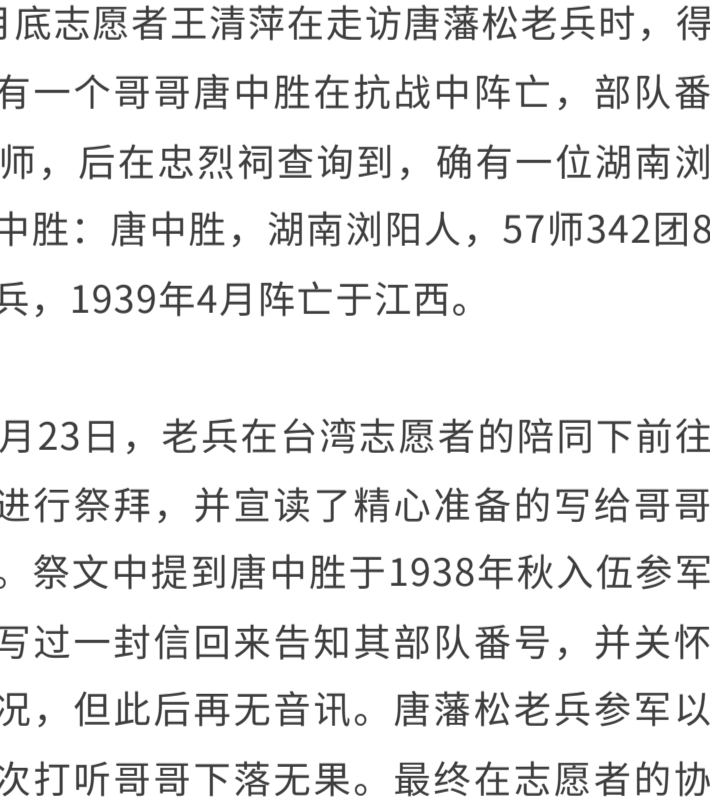 月底志愿者王清萍在走访唐藩松老兵时，得
有一个哥哥唐中胜在抗战中阵亡，部队番
师，后在忠烈祠查询到，确有一位湖南浏
中胜：唐中胜，湖南浏阳人，57师342团8
兵，1939年4月阵亡于江西。
月23日，老兵在台湾志愿者的陪同下前往
进行祭拜，并宣读了精心准备的写给哥哥
。祭文中提到唐中胜于1938年秋入伍参军
写过一封信回来告知其部队番号，并关怀
况，但此后再无音讯。唐藩松老兵参军以
次打听哥哥下落无果。最终在志愿者的协